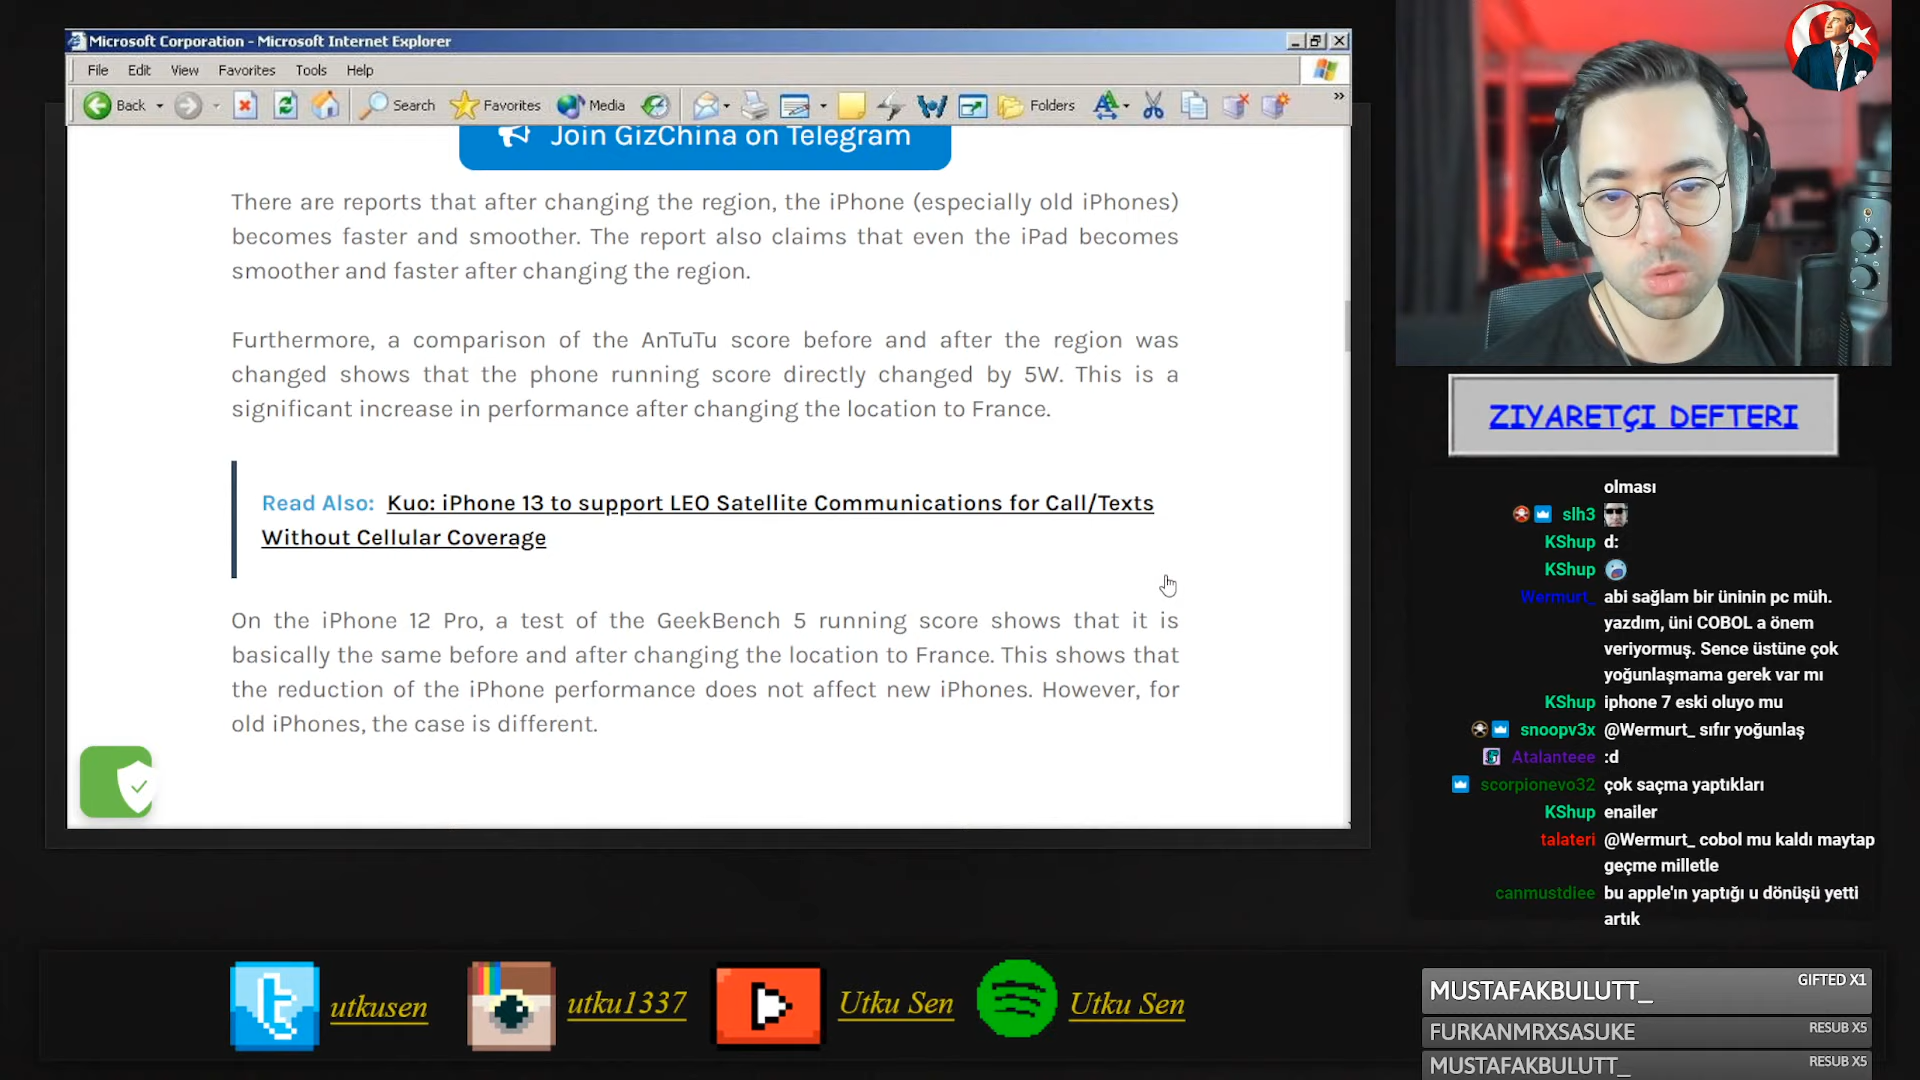 Microsoft Corporation - Microsoft Internet Explorer
File Edit View Favorites Tools Help
Back Search Favorites Media Folders »
Join GizChina on Telegram
There are reports that after changing the region, the iPhone (especially old iPhones)
becomes faster and smoother. The report also claims that even the iPad becomes
smoother and faster after changing the region.
Furthermore, a comparison of the AnTuTu score before and after the region was
changed shows that the phone running score directly changed by 5W. This is a
significant increase in performance after changing the location to France.
Read Also: Kuo: iPhone 13 to support LEO Satellite Communications for Call/Texts
Without Cellular Coverage
On the iPhone 12 Pro, a test of the GeekBench 5 running score shows that it is
basically the same before and after changing the location to France. This shows that
the reduction of the iPhone performance does not affect new iPhones. However, for
old iPhones, the case is different.
ZIYARETÇI DEFTERI
olması
slh3
KShup d:
KShup
Wermurt_ abi sağlam bir üninin pc müh.
yazdım, üni COBOL a önem
veriyormuş. Sence üstüne çok
yoğunlaşmama gerek var mı
KShup iphone 7 eski oluyo mu
snoopv3x @Wermurt_ sıfır yoğunlaş
Atalanteee :d
scorpionevo32 çok saçma yaptıkları
KShup enailer
talateri @Wermurt_ cobol mu kaldı maytap
geçme milletle
canmustdiee bu apple'ın yaptığı u dönüşü yetti
artık
utkusen
utku1337
Utku Sen
Utku Sen
MUSTAFAKBULUTT_ GIFTED X1
FURKANMRXSASUKE RESUB X5
MUSTAFAKBULUTT_ RESUB X5